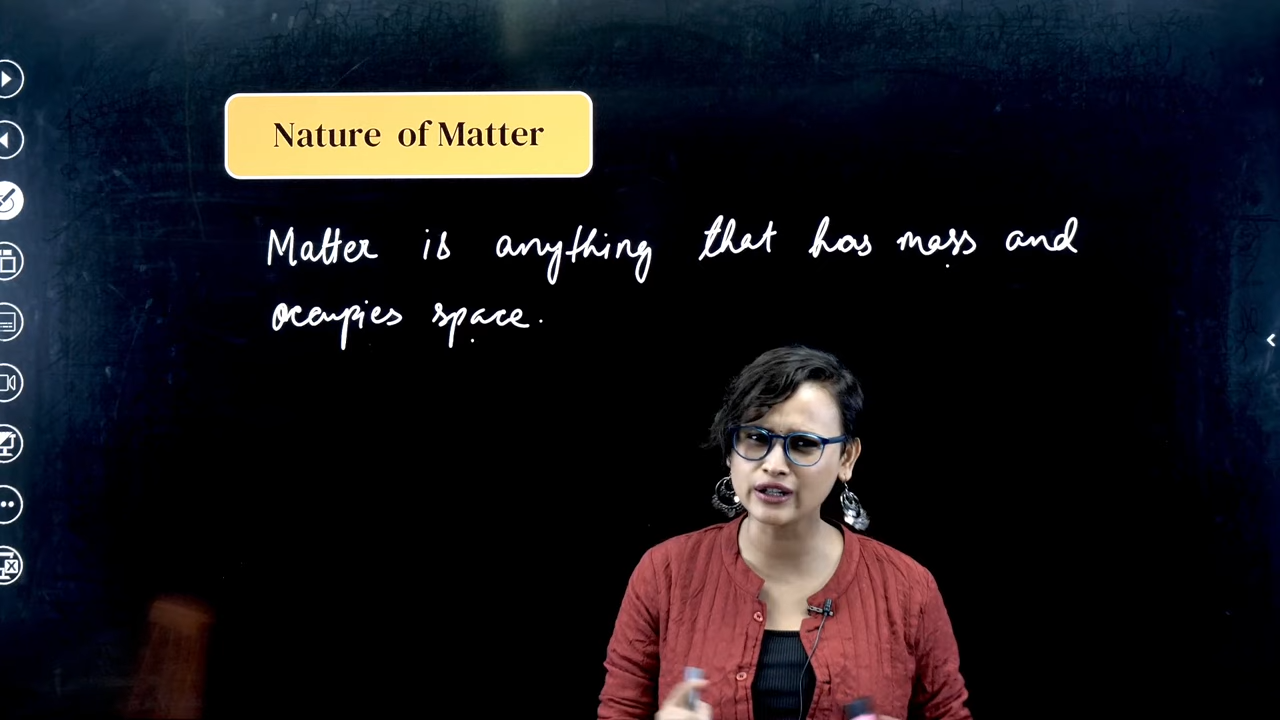 Nature of Matter
Matter is anything that has mass and
occupies space.